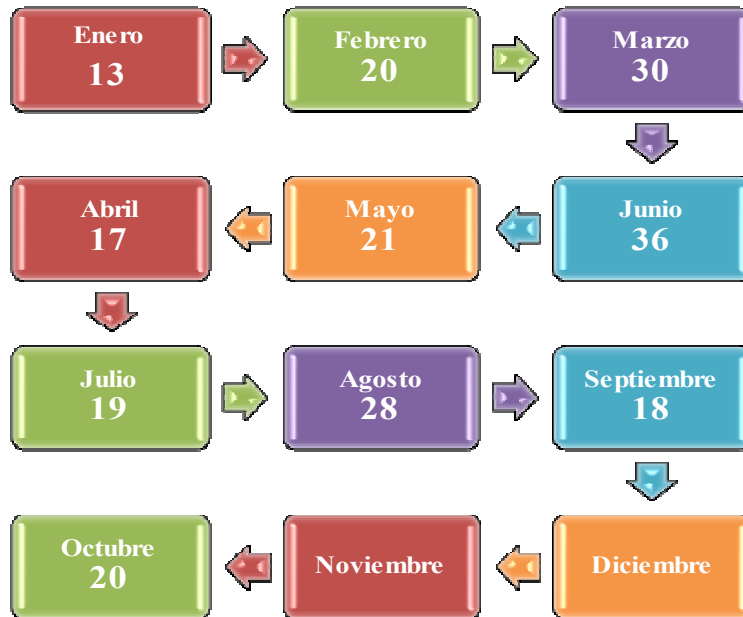 Enero
13
Febrero
20
Marzo
30
Abril
17
Mayo
21
Junio
36
Julio
19
Agosto
28
Septiembre
18
Octubre
20
Noviembre
Diciembre